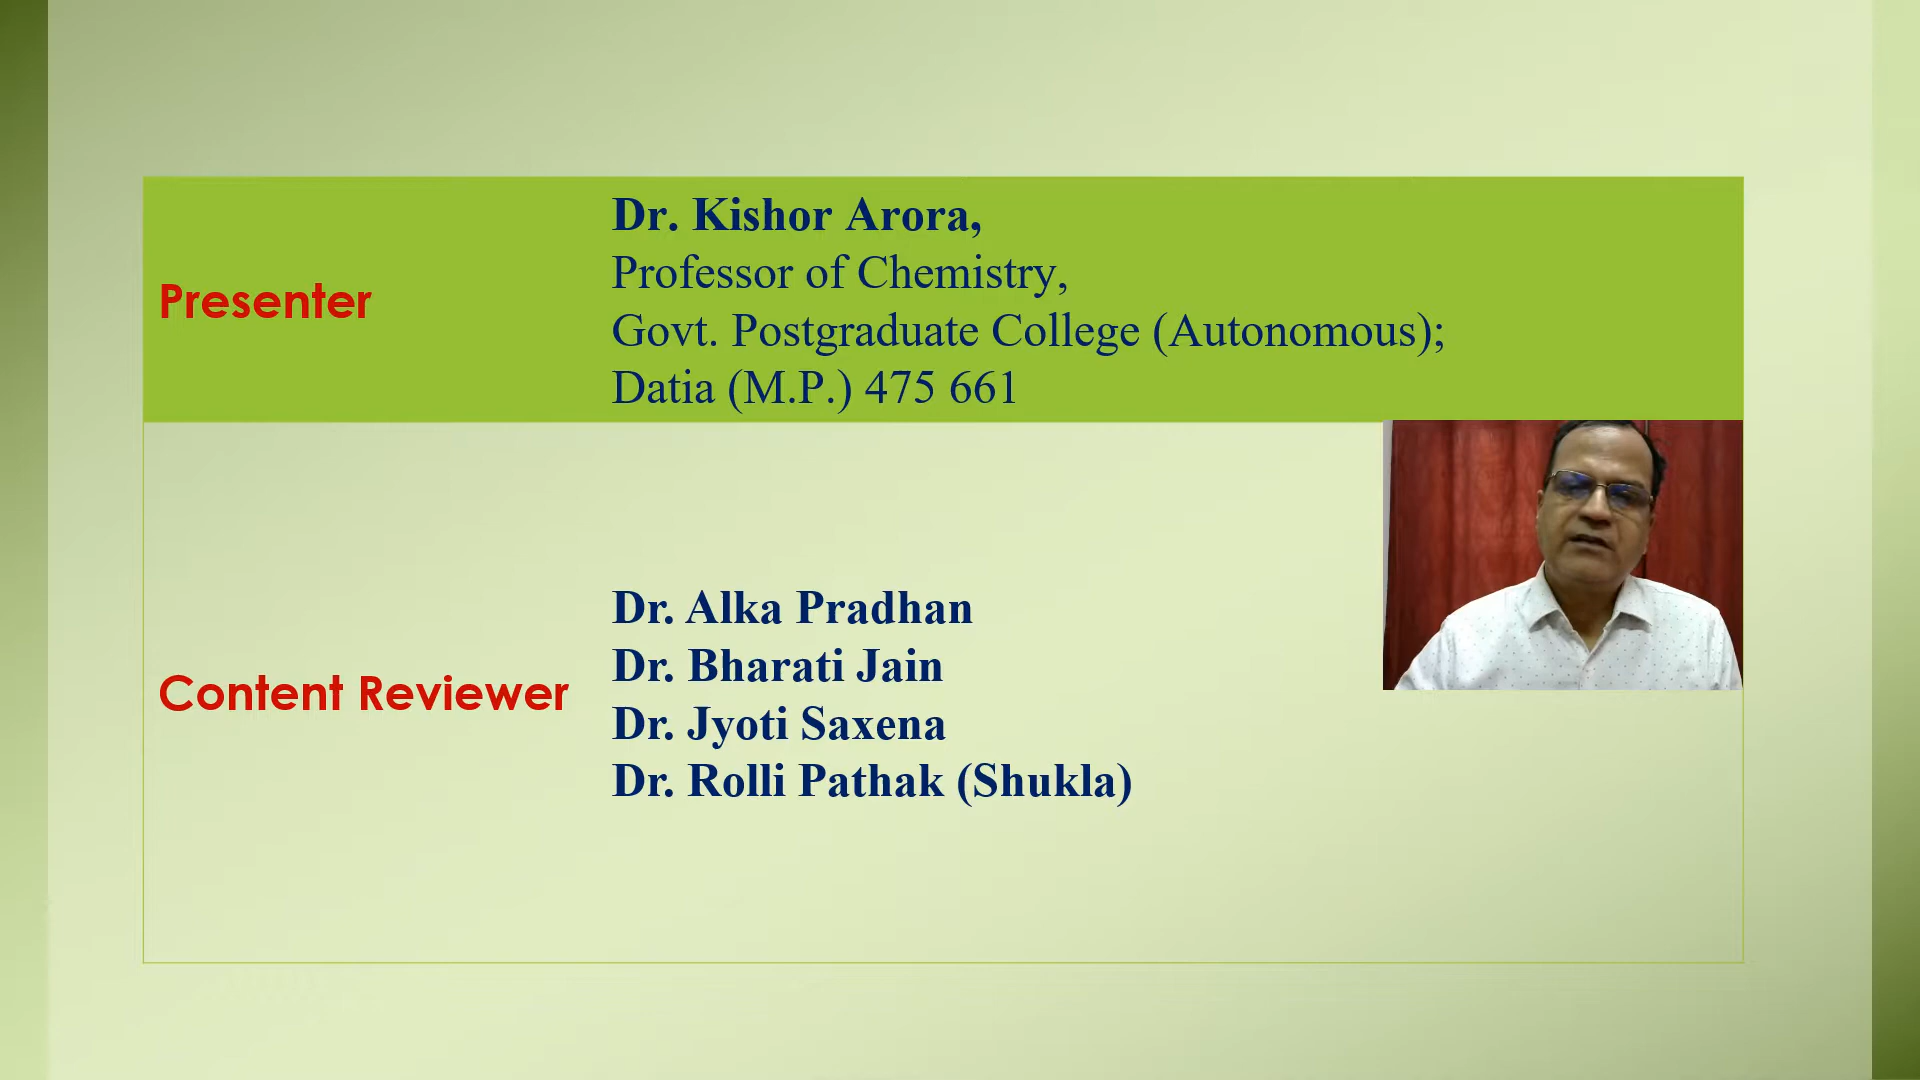 Presenter
Dr. Kishor Arora,
Professor of Chemistry,
Govt. Postgraduate College (Autonomous);
Datia (M.P.) 475 661
Content Reviewer
Dr. Alka Pradhan
Dr. Bharati Jain
Dr. Jyoti Saxena
Dr. Rolli Pathak (Shukla)